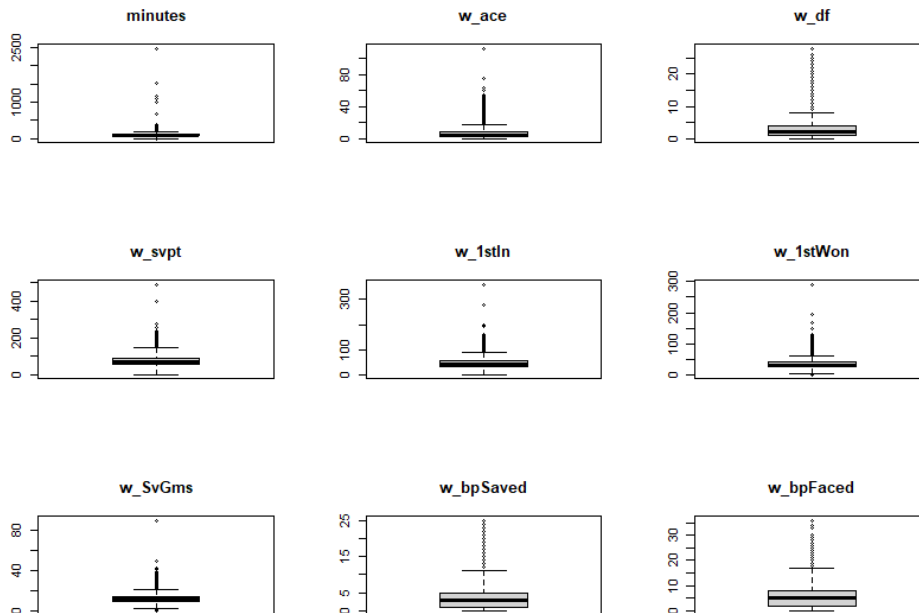 minutes
w_ace
w_df
0 1000 2500
0 40 80
0 10 20
w_svpt
w_1stIn
w_1stWon
0 200 400
0 100 300
0 100 200 300
w_SvGms
w_bpSaved
w_bpFaced
0 40 80
0 5 15 25
0 10 20 30